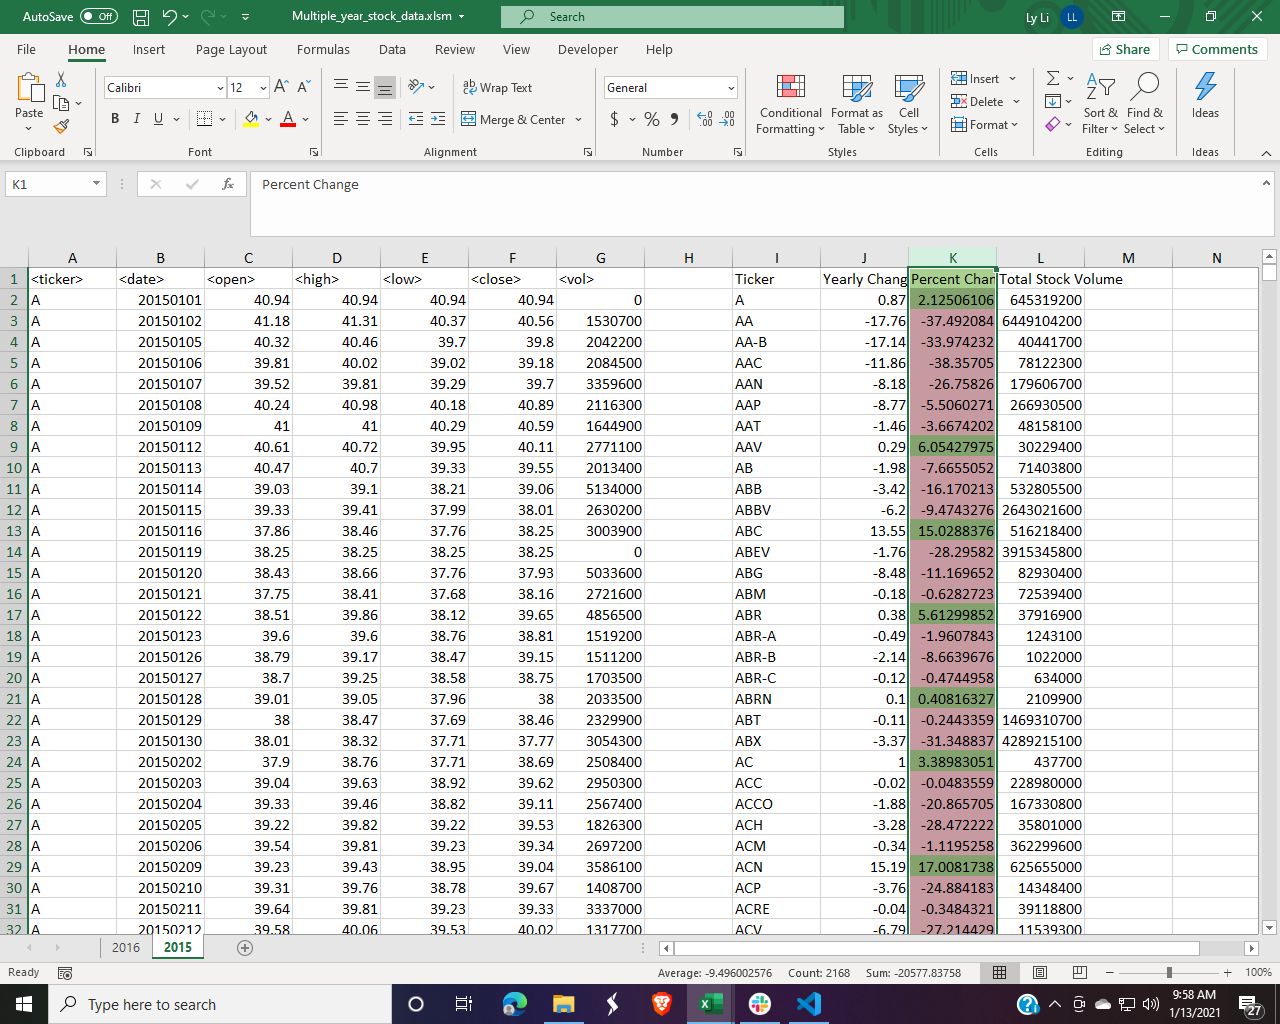 AutoSave Off Multiple_year_stock_data.xlsm Search Ly Li LL
File Home Insert Page Layout Formulas Data Review View Developer Help Share Comments
Paste Calibri 12 Wrap Text General Conditional Formatting Format as Table Cell Styles Insert Delete Format Sort & Filter Find & Select Ideas
B I U A Merge & Center $ % 9
Clipboard Font Alignment Number Styles Cells Editing Ideas
K1 fx Percent Change
A B C D E F G H I J K L M N
1 <ticker> <date> <open> <high> <low> <close> <vol> Ticker Yearly Chang Percent Chan Total Stock Volume
2 A 20150101 40.94 40.94 40.94 40.94 0 A 0.87 2.12506106 645319200
3 A 20150102 41.18 41.31 40.37 40.56 1530700 AA -17.76 -37.492084 6449104200
4 A 20150105 40.32 40.46 39.7 39.8 2042200 AA-B -17.14 -33.974232 40441700
5 A 20150106 39.81 40.02 39.02 39.18 2084500 AAC -11.86 -38.35705 78122300
6 A 20150107 39.52 39.81 39.29 39.7 3359600 AAN -8.18 -26.75826 179606700
7 A 20150108 40.24 40.98 40.18 40.89 2116300 AAP -8.77 -5.5060271 266930500
8 A 20150109 41 41 40.29 40.59 1644900 AAT -1.46 -3.6674202 48158100
9 A 20150112 40.61 40.72 39.95 40.11 2771100 AAV 0.29 6.05427975 30229400
10 A 20150113 40.47 40.7 39.33 39.55 2013400 AB -1.98 -7.6655052 71403800
11 A 20150114 39.03 39.1 38.21 39.06 5134000 ABB -3.42 -16.170213 532805500
12 A 20150115 39.33 39.41 37.99 38.01 2630200 ABBV -6.2 -9.4743276 2643021600
13 A 20150116 37.86 38.46 37.76 38.25 3003900 ABC 13.55 15.0288376 516218400
14 A 20150119 38.25 38.25 38.25 38.25 0 ABEV -1.76 -28.29582 3915345800
15 A 20150120 38.43 38.66 37.76 37.93 5033600 ABG -8.48 -11.169652 82930400
16 A 20150121 37.75 38.41 37.68 38.16 2721600 ABM -0.18 -0.6282723 72539400
17 A 20150122 38.51 39.86 38.12 39.65 4856500 ABR 0.38 5.61299852 37916900
18 A 20150123 39.6 39.6 38.76 38.81 1519200 ABR-A -0.49 -1.9607843 1243100
19 A 20150126 38.79 39.17 38.47 39.15 1511200 ABR-B -2.14 -8.6639676 1022000
20 A 20150127 38.7 39.25 38.58 38.75 1703500 ABR-C -0.12 -0.4744958 634000
21 A 20150128 39.01 39.05 37.96 38 2033500 ABRN 0.1 0.40816327 2109900
22 A 20150129 38 38.47 37.69 38.46 2329900 ABT -0.11 -0.2443359 1469310700
23 A 20150130 38.01 38.32 37.71 37.77 3054300 ABX -3.37 -31.348837 4289215100
24 A 20150202 37.9 38.76 37.71 38.69 2508400 AC 1 3.38983051 437700
25 A 20150203 39.04 39.63 38.92 39.62 2950300 ACC -0.02 -0.0483559 228980000
26 A 20150204 39.33 39.46 38.82 39.11 2567400 ACCO -1.88 -20.865705 167330800
27 A 20150205 39.22 39.82 39.22 39.53 1826300 ACH -3.28 -28.472222 35801000
28 A 20150206 39.54 39.81 39.23 39.34 2697200 ACM -0.34 -1.1195258 362299600
29 A 20150209 39.23 39.43 38.95 39.04 3586100 ACN 15.19 17.0081738 625655000
30 A 20150210 39.31 39.76 38.78 39.67 1408700 ACP -3.76 -24.884183 14348400
31 A 20150211 39.64 39.81 39.23 39.33 3337000 ACRE -0.04 -0.3484321 39118800
32 A 20150212 39.58 40.06 39.53 40.02 1317700 ACV -6.79 -27.214429 11539300
2016 2015
Ready Average: -9.496002576 Count: 2168 Sum: -20577.83758 100%
Type here to search 9:58 AM
1/13/2021 27